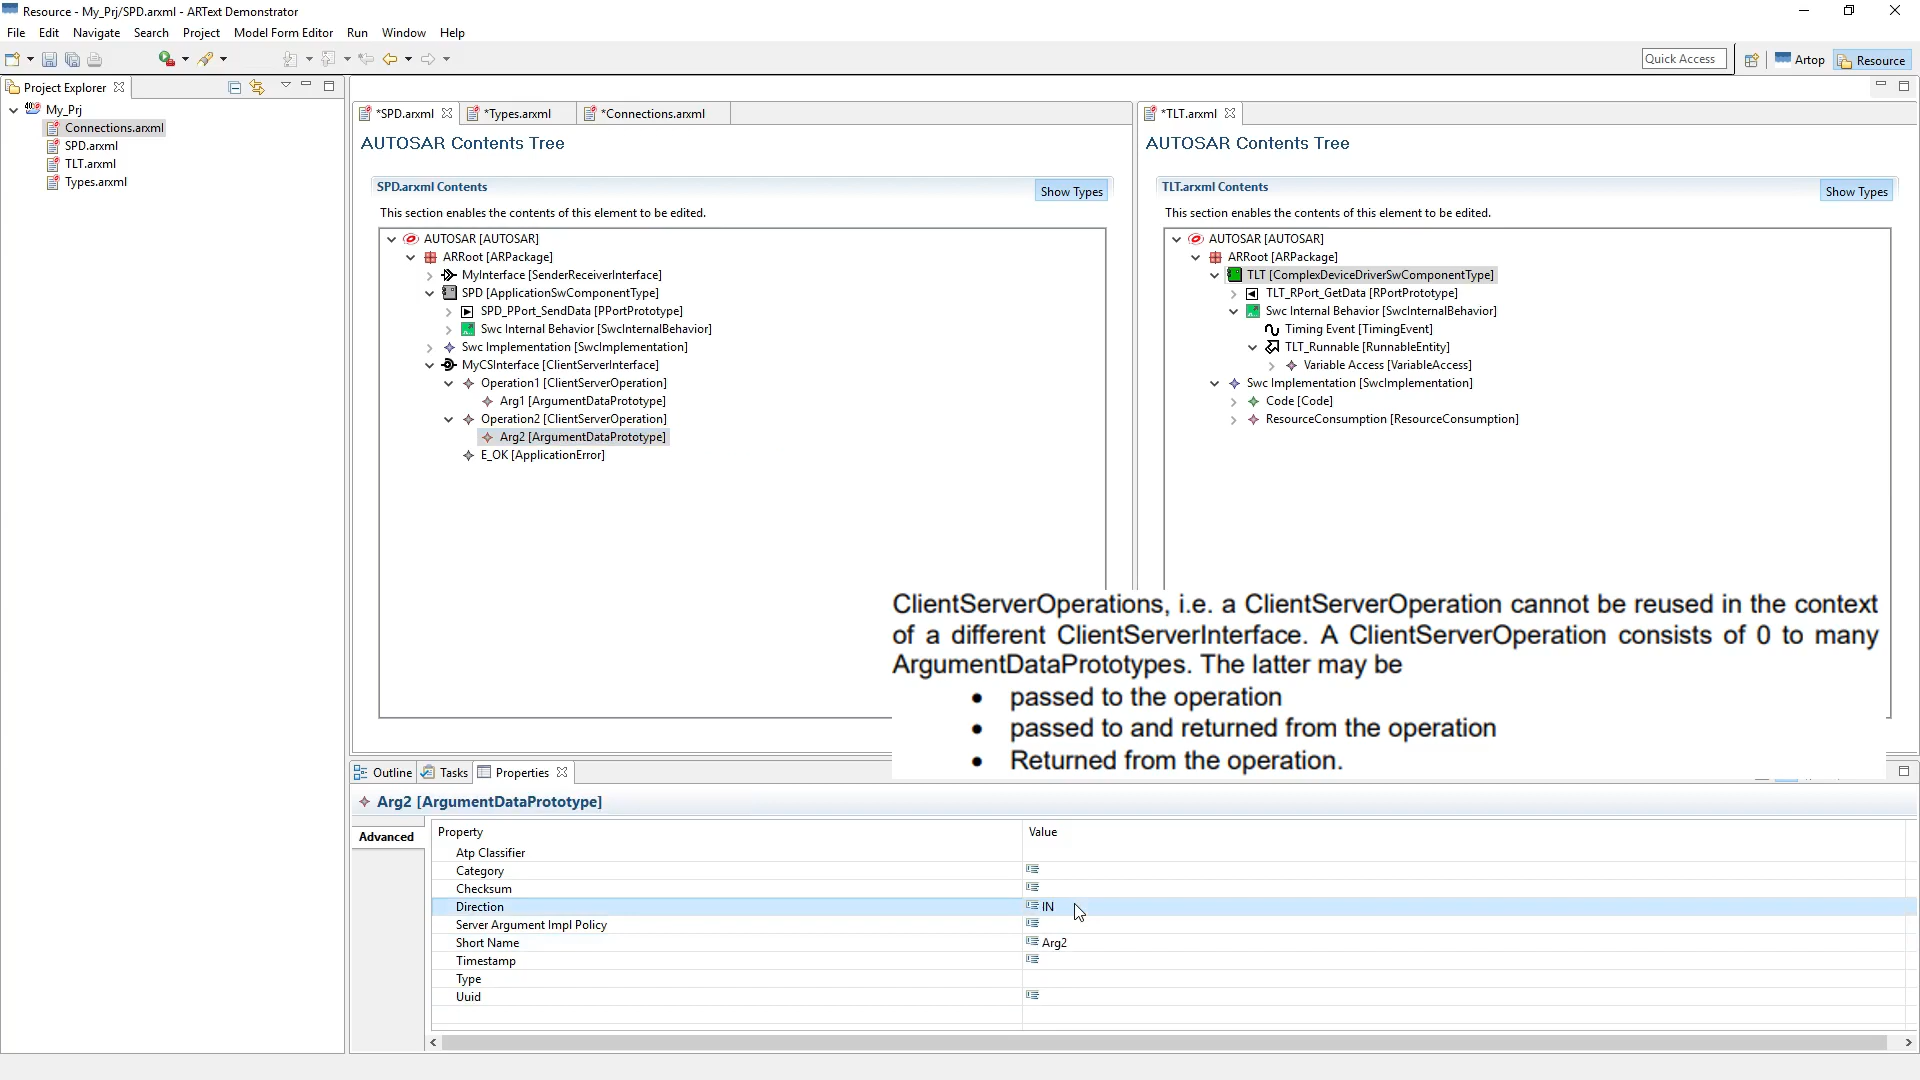 Resource - My_Prj/SPD.arxml - ARText Demonstrator
File Edit Navigate Search Project Model Form Editor Run Window Help
Quick Access
Artop
Resource
Project Explorer
My_Prj
Connections.arxml
SPD.arxml
TLT.arxml
Types.arxml
*SPD.arxml
*Types.arxml
*Connections.arxml
AUTOSAR Contents Tree
SPD.arxml Contents
Show Types
This section enables the contents of this element to be edited.
AUTOSAR [AUTOSAR]
ARRoot [ARPackage]
MyInterface [SenderReceiverInterface]
SPD [ApplicationSwComponentType]
SPD_PPort_SendData [PPortPrototype]
Swc Internal Behavior [SwcInternalBehavior]
Swc Implementation [SwcImplementation]
MyCSInterface [ClientServerInterface]
Operation1 [ClientServerOperation]
Arg1 [ArgumentDataPrototype]
Operation2 [ClientServerOperation]
Arg2 [ArgumentDataPrototype]
E_OK [ApplicationError]
*TLT.arxml
AUTOSAR Contents Tree
TLT.arxml Contents
Show Types
This section enables the contents of this element to be edited.
AUTOSAR [AUTOSAR]
ARRoot [ARPackage]
TLT [ComplexDeviceDriverSwComponentType]
TLT_RPort_GetData [RPortPrototype]
Swc Internal Behavior [SwcInternalBehavior]
Timing Event [TimingEvent]
TLT_Runnable [RunnableEntity]
Variable Access [VariableAccess]
Swc Implementation [SwcImplementation]
Code [Code]
ResourceConsumption [ResourceConsumption]
ClientServerOperations, i.e. a ClientServerOperation cannot be reused in the context
of a different ClientServerInterface. A ClientServerOperation consists of 0 to many
ArgumentDataPrototypes. The latter may be
• passed to the operation
• passed to and returned from the operation
• Returned from the operation.
Outline
Tasks
Properties
Arg2 [ArgumentDataPrototype]
Advanced
Property Value
Atp Classifier
Category
Checksum
Direction IN
Server Argument Impl Policy
Short Name Arg2
Timestamp
Type
Uuid